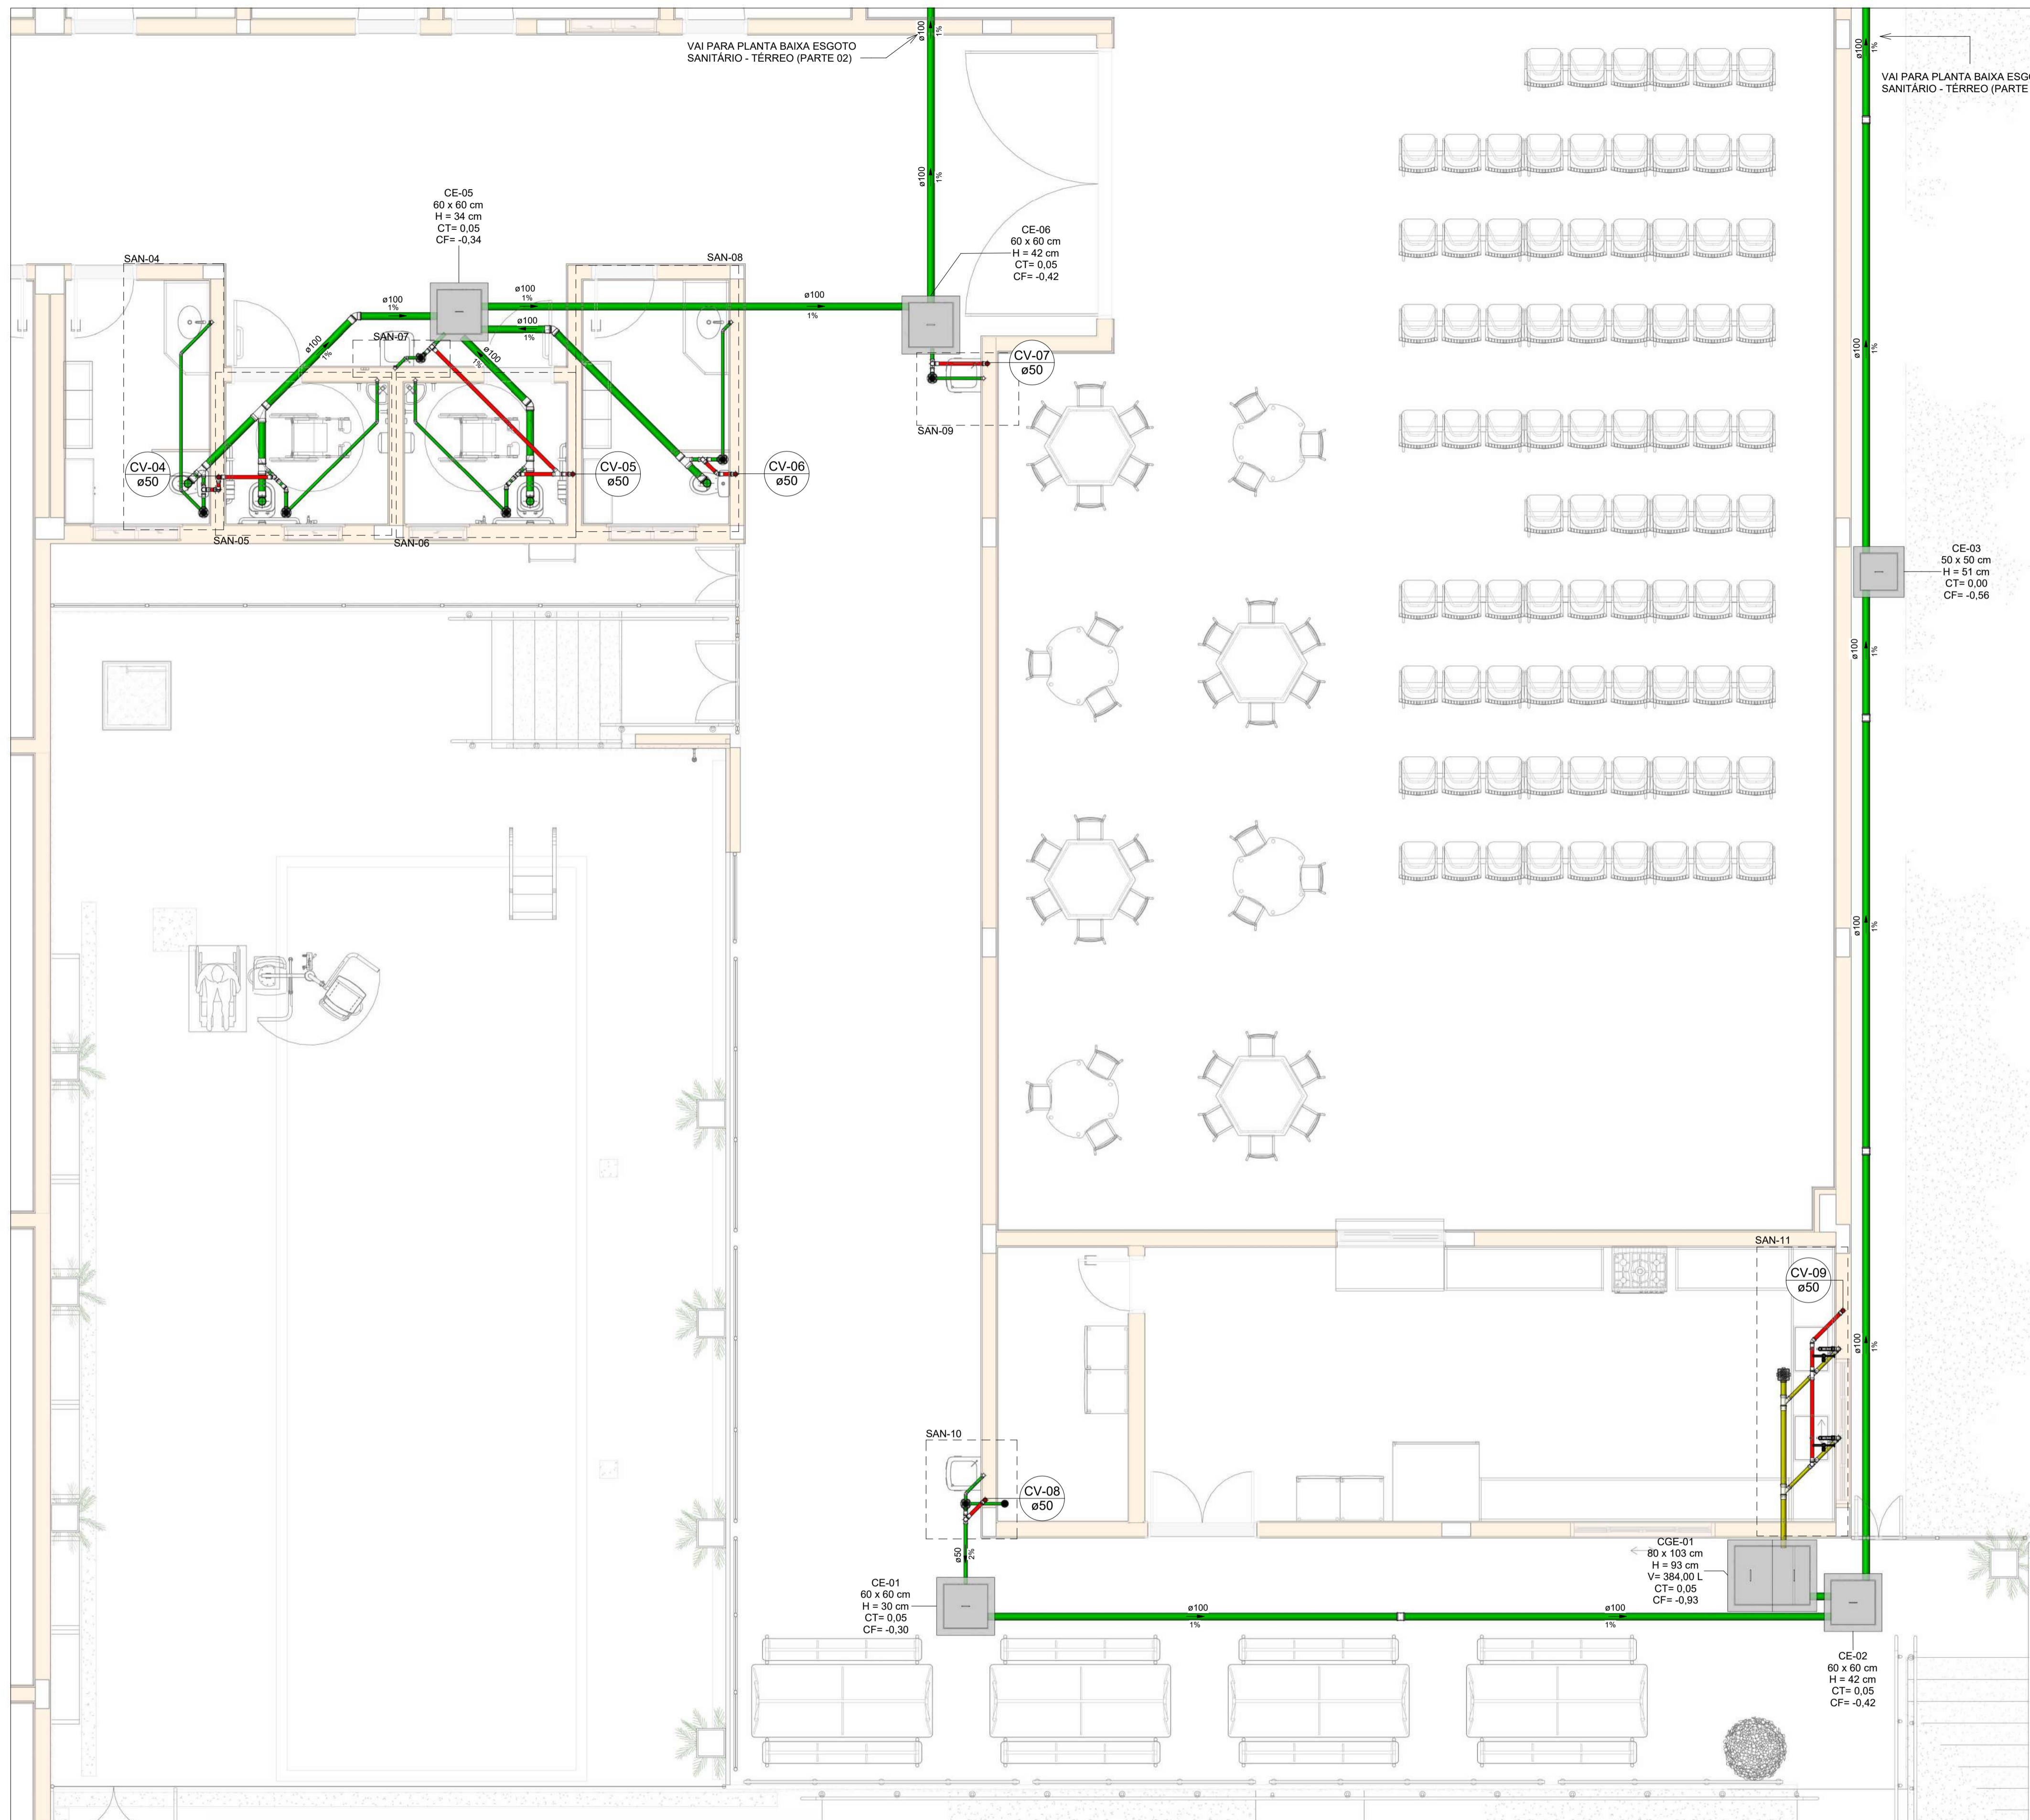 VAI PARA PLANTA BAIXA ESGOTO
SANITÁRIO - TÉRREO (PARTE 02)
ø100
1%
ø100
1%
VAI PARA PLANTA BAIXA ESG
SANITÁRIO - TÉRREO (PARTE
ø100
1%
CE-05
60 x 60 cm
H = 34 cm
CT= 0,05
CF= -0,34
CE-06
60 x 60 cm
H = 42 cm
CT= 0,05
CF= -0,42
SAN-04
SAN-08
ø100
1%
ø100
1%
ø100
1%
ø100
1%
ø100
1%
ø100
1%
SAN-07
CV-07
ø50
SAN-09
ø100
1%
CV-04
ø50
CV-05
ø50
CV-06
ø50
SAN-05
SAN-06
CE-03
50 x 50 cm
H = 51 cm
CT= 0,00
CF= -0,56
ø100
1%
ø100
1%
SAN-11
CV-09
ø50
ø100
1%
SAN-10
CV-08
ø50
ø50
2%
CE-01
60 x 60 cm
H = 30 cm
CT= 0,05
CF= -0,30
ø100
1%
ø100
1%
CGE-01
80 x 103 cm
H = 93 cm
V= 384,00 L
CT= 0,05
CF= -0,93
CE-02
60 x 60 cm
H = 42 cm
CT= 0,05
CF= -0,42